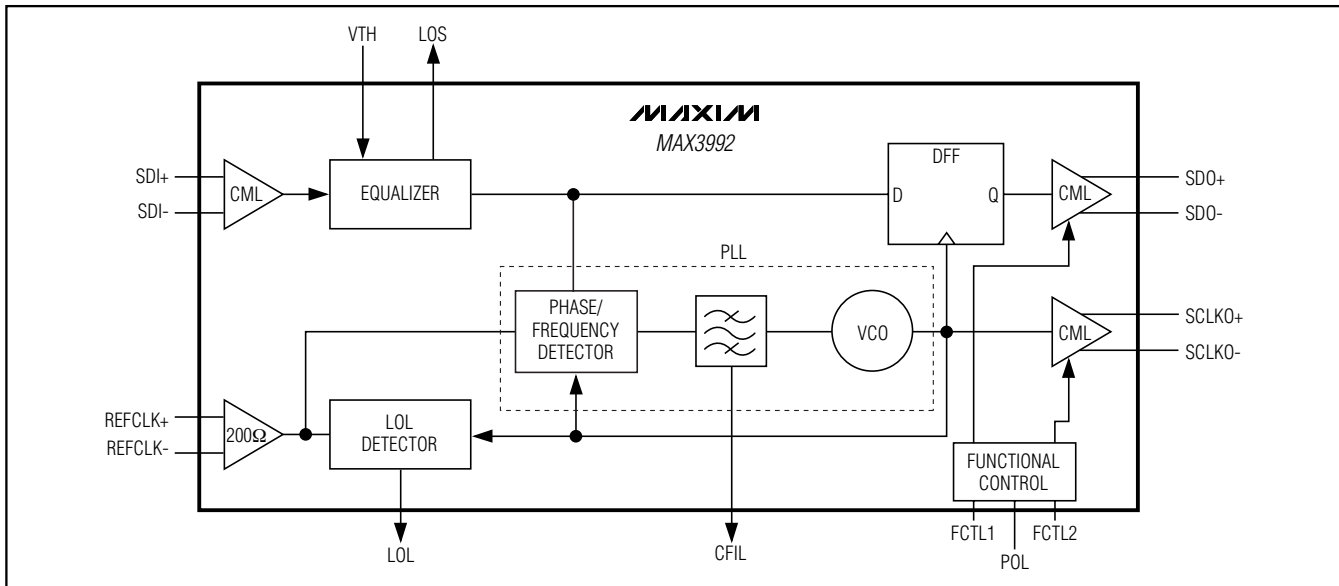 VTH
LOS
MAXIM
MAX3992
SDI+
SDI-
CML
EQUALIZER
DFF
D
Q
CML
SDO+
SDO-
PLL
PHASE/
FREQUENCY
DETECTOR
VCO
CML
SCLKO+
SCLKO-
REFCLK+
REFCLK-
200Ω
LOL
DETECTOR
FUNCTIONAL
CONTROL
LOL
CFIL
FCTL1
POL
FCTL2